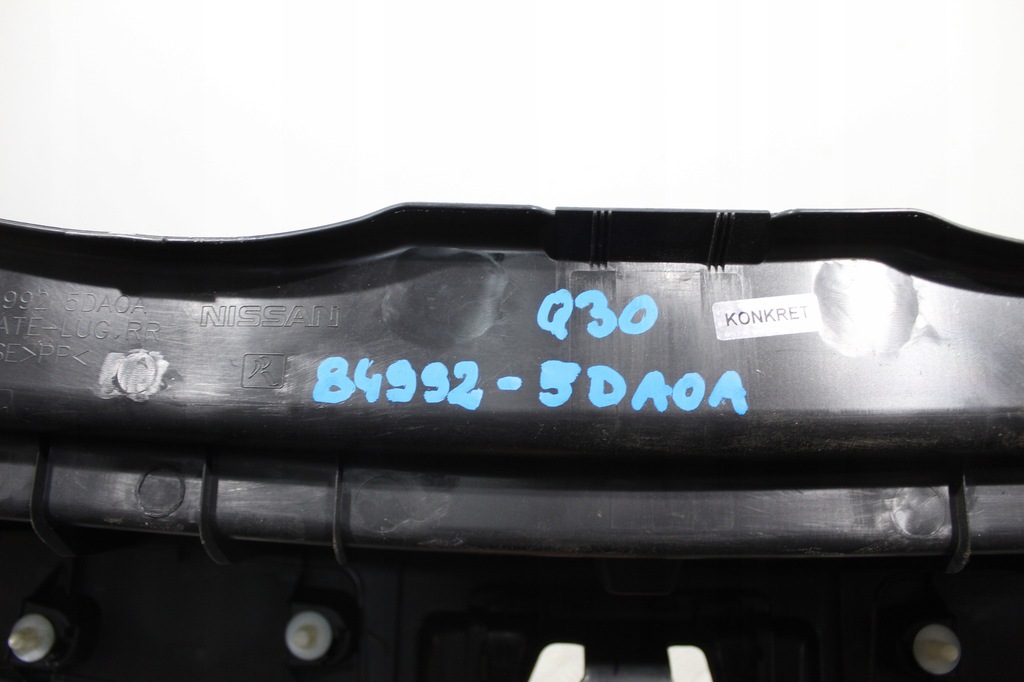 992 5DA0A
NISSAN
ATE-LUG,RR
SE>PP<
Q30
KONKRET
84992-5DA0A